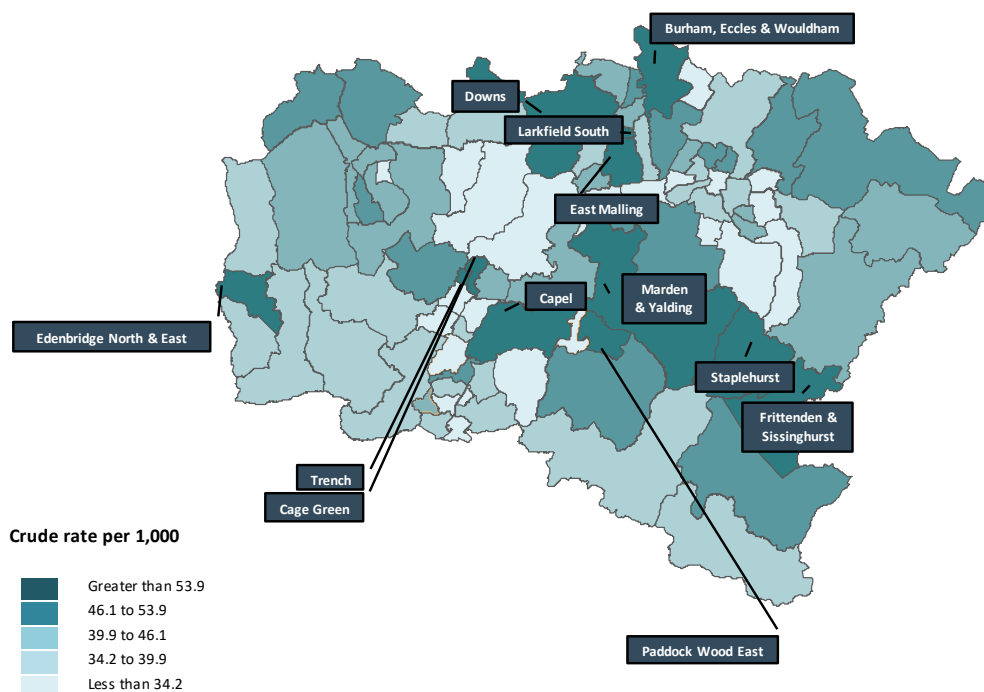 Burham, Eccles & Wouldham
Downs
Larkfield South
East Malling
Capel
Marden
& Yalding
Edenbridge North & East
Staplehurst
Frittenden &
Sissinghurst
Trench
Cage Green
Crude rate per 1,000
Greater than 53.9
46.1 to 53.9
39.9 to 46.1
34.2 to 39.9
Less than 34.2
Paddock Wood East